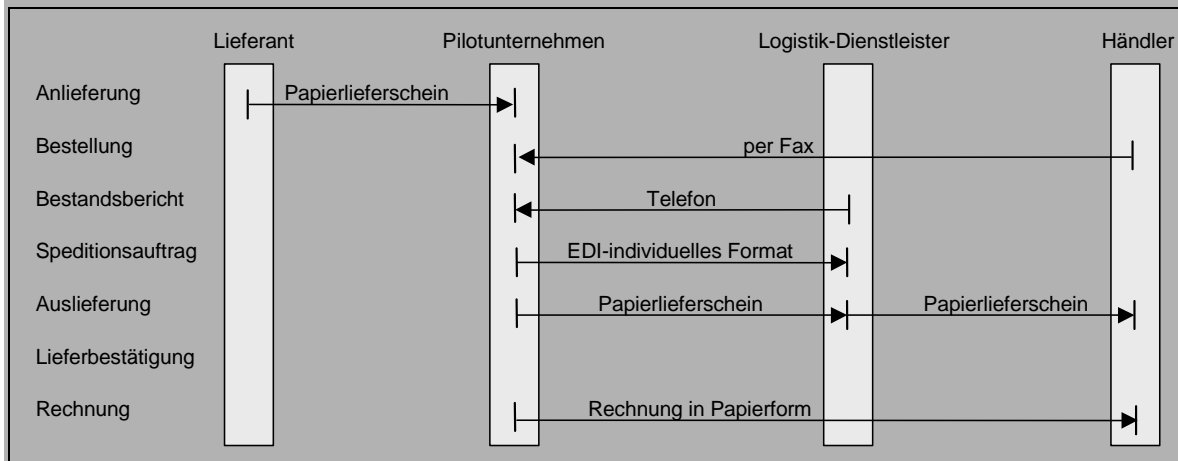 Lieferant Pilotunternehmen Logistik-Dienstleister Händler
Anlieferung Papierlieferschein
Bestellung per Fax
Bestandsbericht Telefon
Speditionsauftrag EDI-individuelles Format
Auslieferung Papierlieferschein Papierlieferschein
Lieferbestätigung
Rechnung Rechnung in Papierform